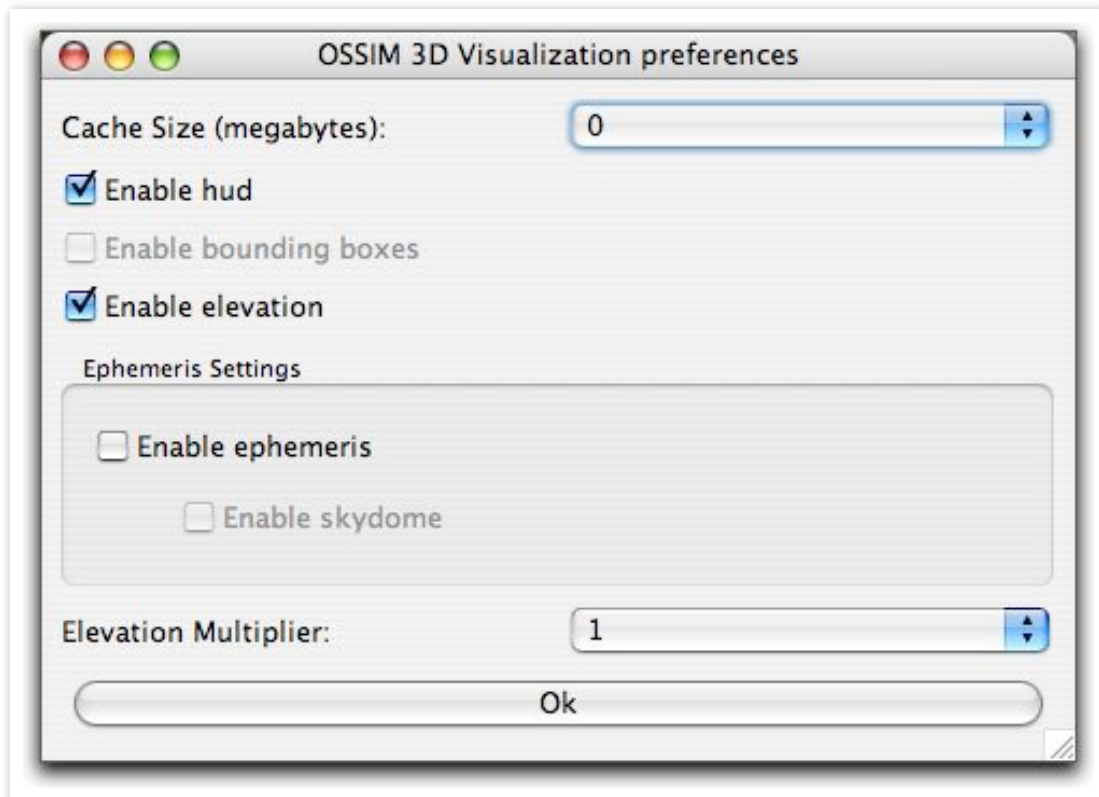 OSSIM 3D Visualization preferences
Cache Size (megabytes): 0
Enable hud
Enable bounding boxes
Enable elevation
Ephemeris Settings
Enable ephemeris
Enable skydome
Elevation Multiplier: 1
Ok